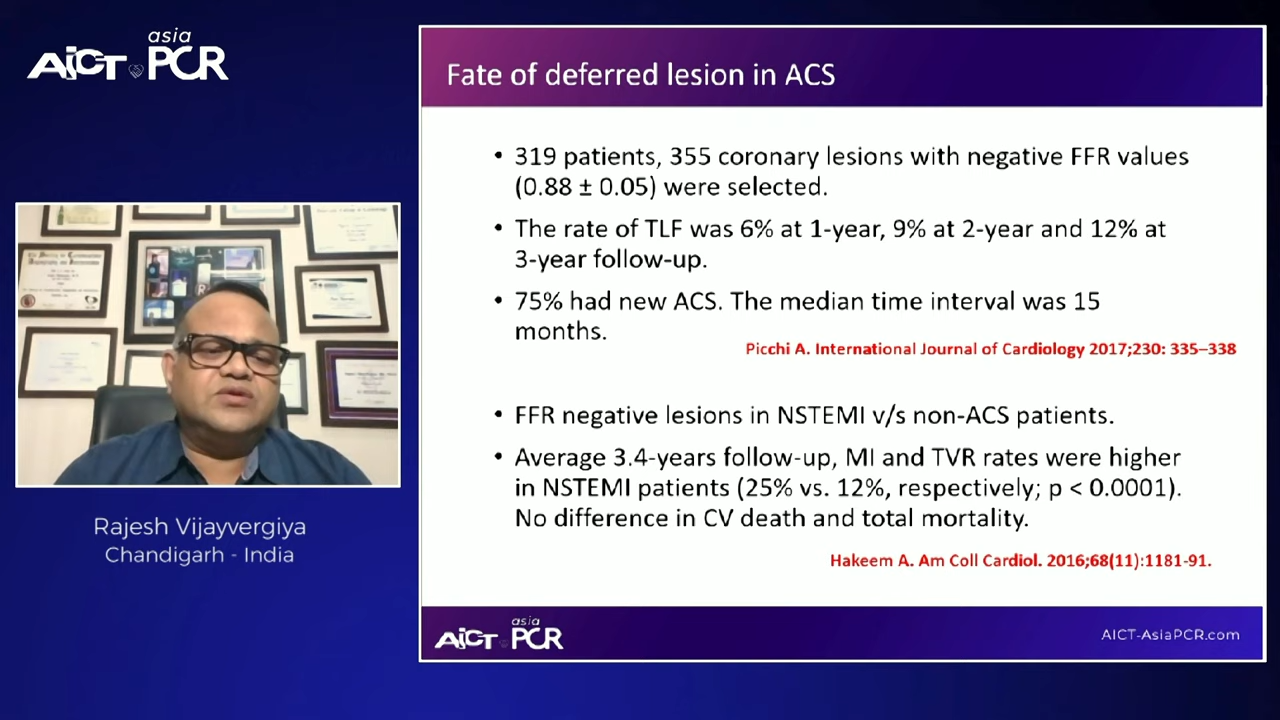 asia
AICT PCR
Fate of deferred lesion in ACS
• 319 patients, 355 coronary lesions with negative FFR values
(0.88 ± 0.05) were selected.
• The rate of TLF was 6% at 1-year, 9% at 2-year and 12% at
3-year follow-up.
• 75% had new ACS. The median time interval was 15
months.
Picchi A. International Journal of Cardiology 2017;230: 335–338
• FFR negative lesions in NSTEMI v/s non-ACS patients.
• Average 3.4-years follow-up, MI and TVR rates were higher
in NSTEMI patients (25% vs. 12%, respectively; p < 0.0001).
No difference in CV death and total mortality.
Hakeem A. Am Coll Cardiol. 2016;68(11):1181-91.
Rajesh Vijayvergiya
Chandigarh - India
asia
AICT PCR
AICT-AsiaPCR.com